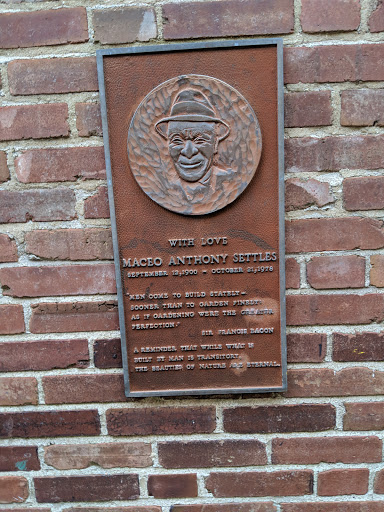 WITH LOVE
MACEO ANTHONY SETTLES
SEPTEMBER 12,1900 – OCTOBER 21,1978
"MEN COME TO BUILD STATELY—
SOONER THAN TO GARDEN FINELY:
AS IF GARDENING WERE THE GREATER
PERFECTION."
SIR FRANCIS BACON
A REMINDER THAT WHILE WHAT IS
BUILT BY MAN IS TRANSITORY,
THE BEAUTIES OF NATURE ARE ETERNAL.